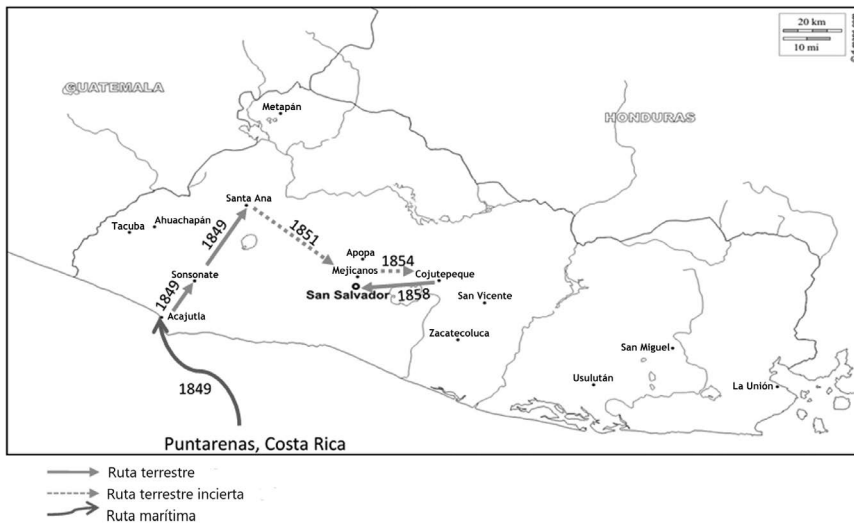 20 km
10 mi
GUATEMALA
HONDURAS
Metapán
Santa Ana
Tacuba
Ahuachapán
1849
1851
Apopa
Mejicanos
1854
Cojutepeque
Sonsonate
San Salvador
1858
San Vicente
1849
Acajutla
Zacatecoluca
San Miguel
Usulután
La Unión
1849
Puntarenas, Costa Rica
Ruta terrestre
Ruta terrestre incierta
Ruta marítima